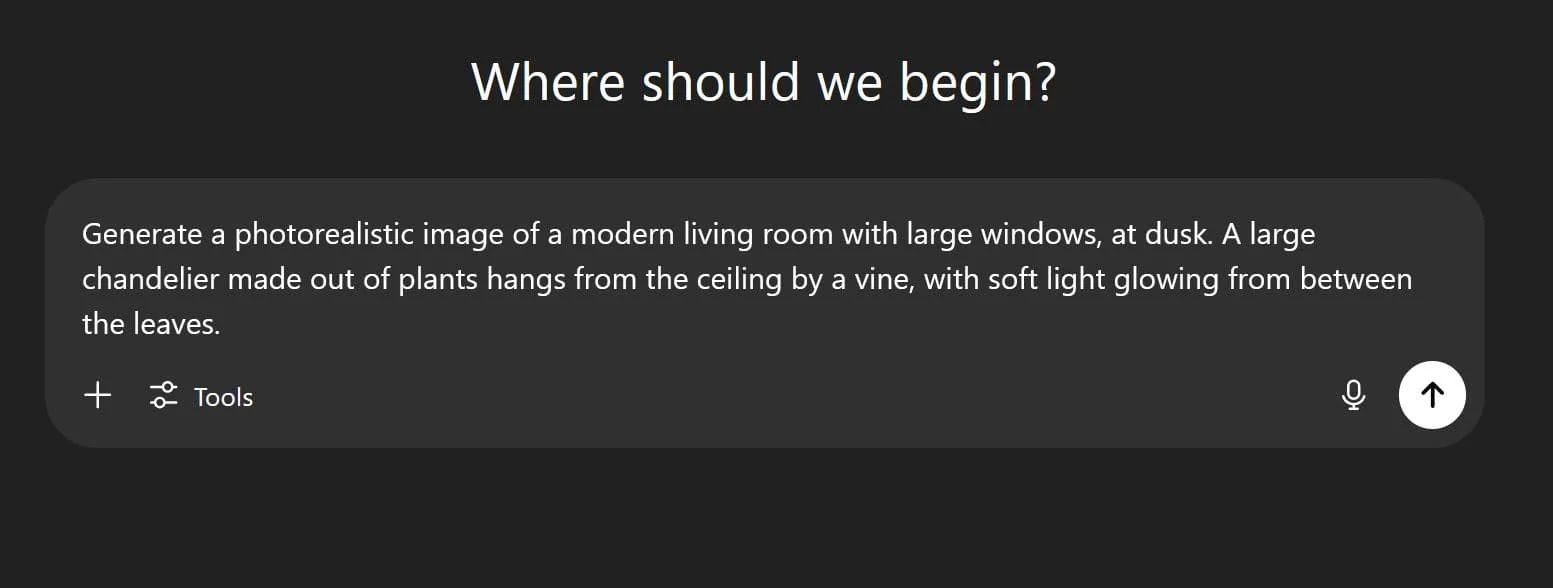 Where should we begin?
Generate a photorealistic image of a modern living room with large windows, at dusk. A large
chandelier made out of plants hangs from the ceiling by a vine, with soft light glowing from between
the leaves.
Tools